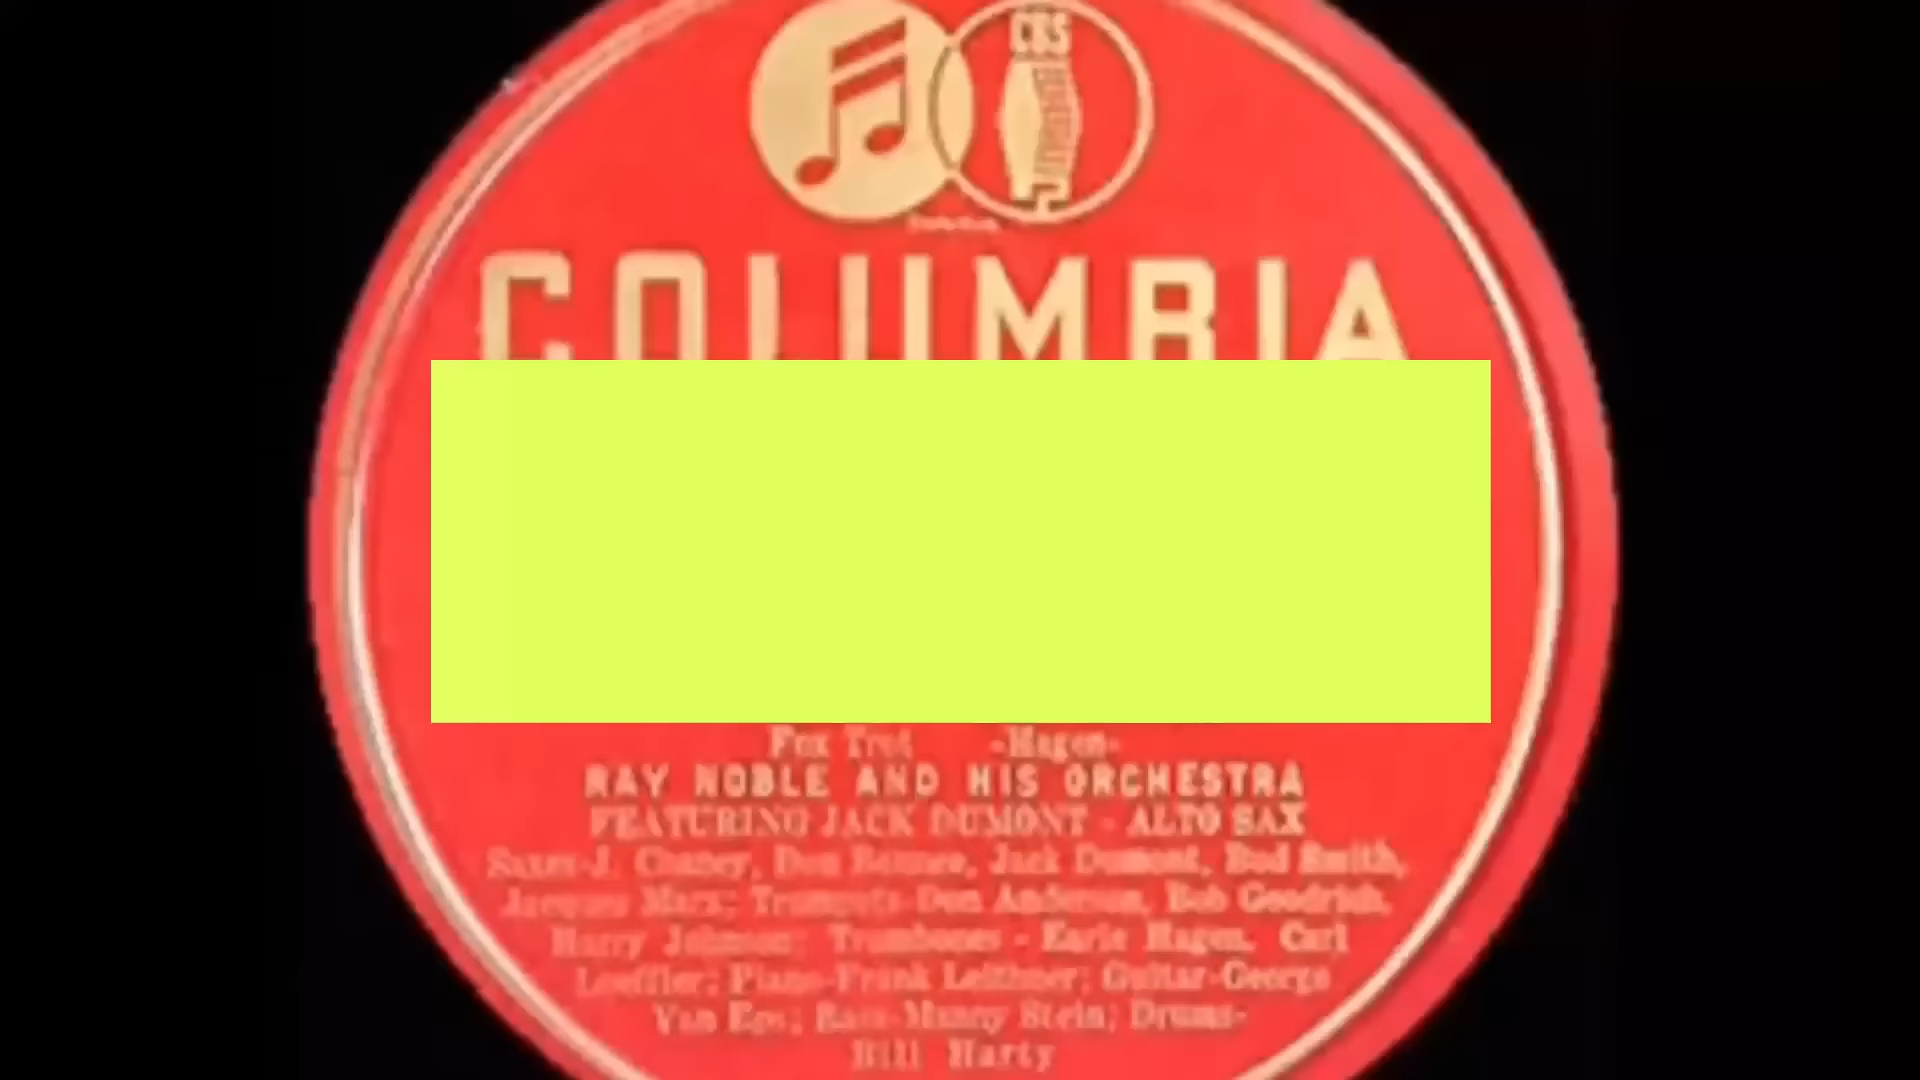 CBS
COLUMBIA
Fox Trot -Hagen-
RAY NOBLE AND HIS ORCHESTRA
FEATURING JACK DUMONT - ALTO SAX
Saxes-J. Chaney, Don Bonnee, Jack Dumont, Bud Smith,
Jacques Marx; Trumpets-Don Anderson, Bob Goodrich,
Harry Johnson; Trombones - Earle Hagen, Carl
Loeffler; Piano-Frank Leithner; Guitar-George
Van Eps; Bass-Manny Stein; Drums-
Bill Harty